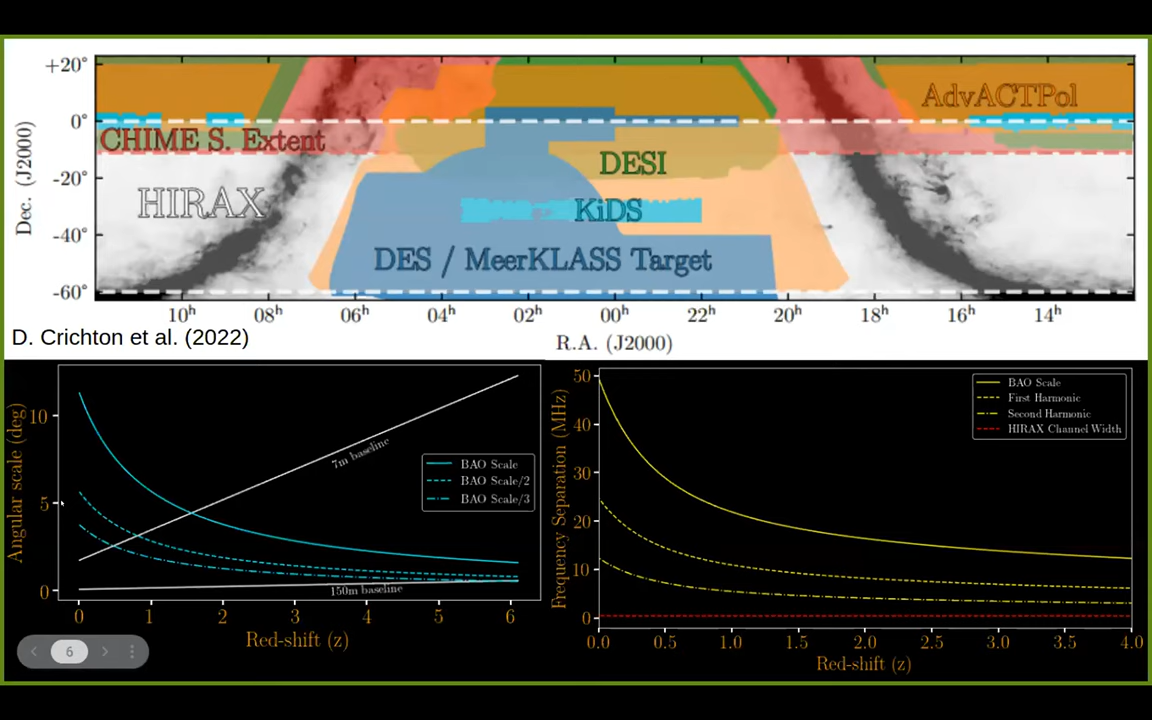 +20°
0°
-20°
-40°
-60°
Dec. (J2000)
AdvACTPol
CHIME S. Extent
DESI
HIRAX
KiDS
DES / MeerKLASS Target
10h 08h 06h 04h 02h 00h 22h 20h 18h 16h 14h
R.A. (J2000)
D. Crichton et al. (2022)
Angular scale (deg)
10
5
0
7m baseline
150m baseline
BAO Scale
BAO Scale/2
BAO Scale/3
0 1 2 3 4 5 6
Red-shift (z)
6
Frequency Separation (MHz)
50
40
30
20
10
0
BAO Scale
First Harmonic
Second Harmonic
HIRAX Channel Width
0.0 0.5 1.0 1.5 2.0 2.5 3.0 3.5 4.0
Red-shift (z)